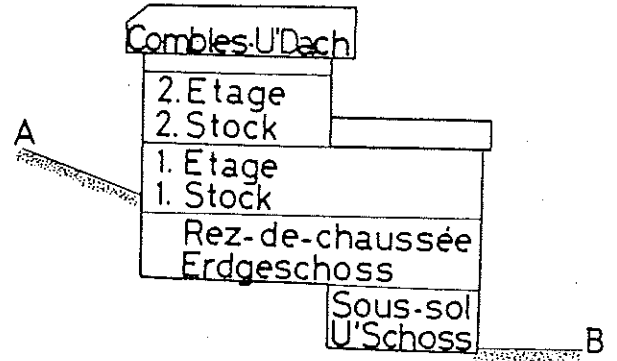 Combles-U'Dach
2. Etage
2. Stock
A
1. Etage
1. Stock
Rez-de-chaussée
Erdgeschoss
Sous-sol
U'Schoss
B